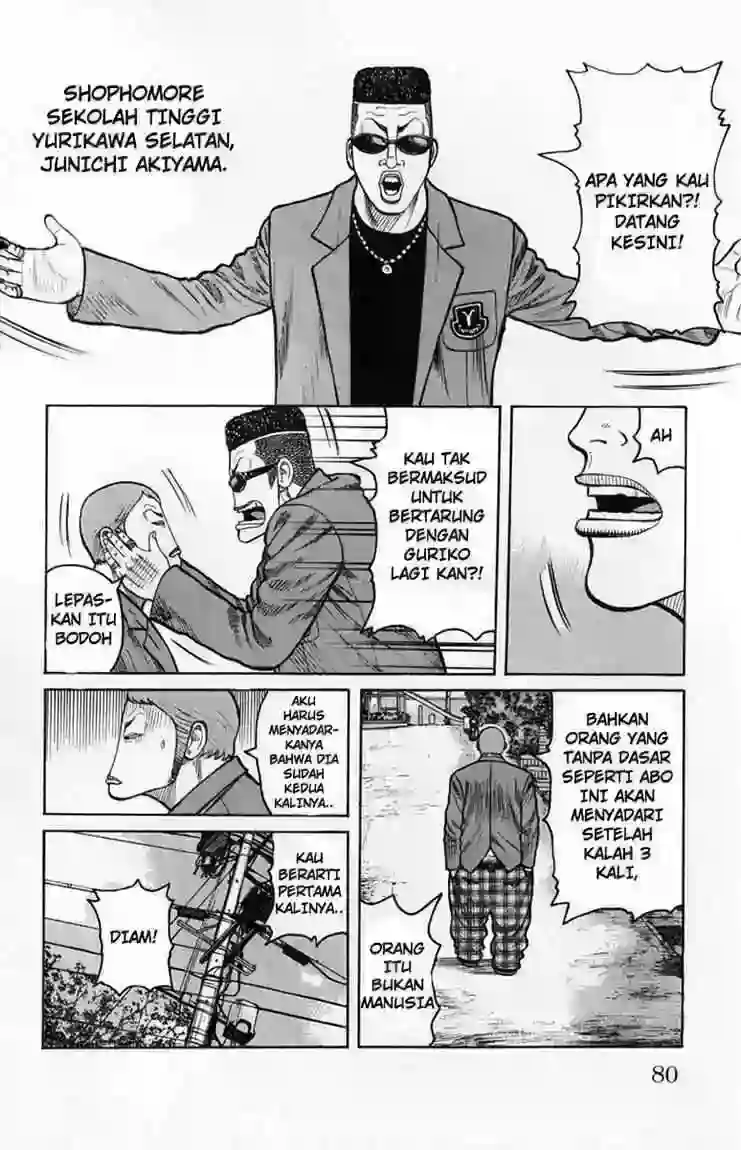 SHOPHOMORE
SEKOLAH TINGGI
YURIKAWA SELATAN,
JUNICHI AKIYAMA.
APA YANG KAU
PIKIRKAN?!
DATANG
KESINI!
Y
AH
KAU TAK
BERMAKSUD
UNTUK
BERTARUNG
DENGAN
GURIKO
LAGI KAN?!
LEPAS-
KAN ITU
BODOH
BAHKAN
ORANG YANG
TANPA DASAR
SEPERTI ABO
INI AKAN
MENYADARI
SETELAH
KALAH 3
KALI,
ORANG
ITU
BUKAN
MANUSIA
AKU
HARUS
MENYADAR-
KANYA
BAHWA DIA
SUDAH
KEDUA
KALINYA..
KAU
BERARTI
PERTAMA
KALINYA..
DIAM!
80